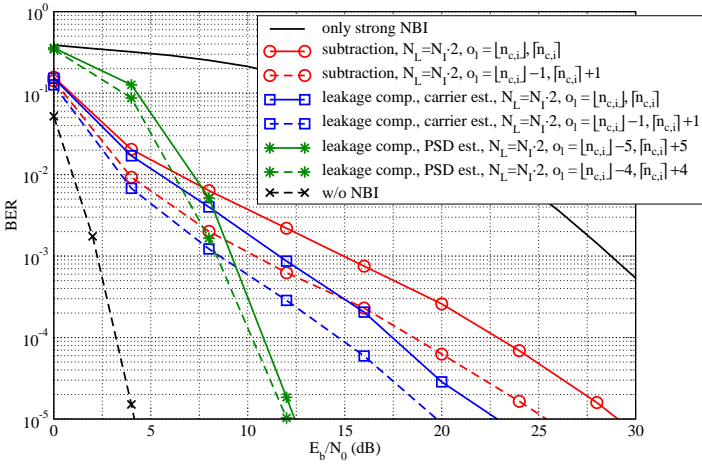 10^0
10^-1
10^-2
10^-3
10^-4
10^-5
BER
only strong NBI
subtraction, N_L=N_I·2, o_l=⌊n_c,i⌋,⌈n_c,i⌉
subtraction, N_L=N_I·2, o_l=⌊n_c,i⌋−1,⌈n_c,i⌉+1
leakage comp., carrier est., N_L=N_I·2, o_l=⌊n_c,i⌋,⌈n_c,i⌉
leakage comp., carrier est., N_L=N_I·2, o_l=⌊n_c,i⌋−1,⌈n_c,i⌉+1
leakage comp., PSD est., N_L=N_I·2, o_l=⌊n_c,i⌋−5,⌈n_c,i⌉+5
leakage comp., PSD est., N_L=N_I·2, o_l=⌊n_c,i⌋−4,⌈n_c,i⌉+4
w/o NBI
0 5 10 15 20 25 30
E_b/N_0 (dB)